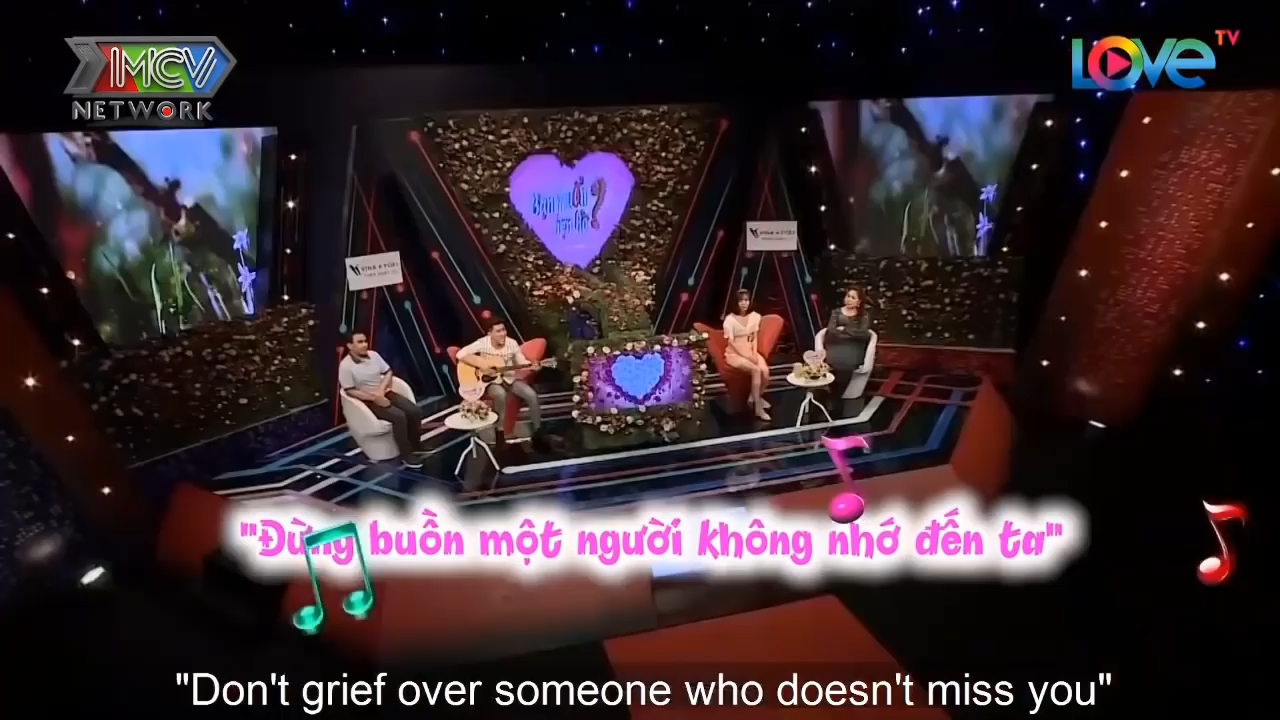 MCV
NETWORK
LOVE TV
Bạn muốn
hẹn hò?
"Đừng buồn một người không nhớ đến ta"
"Don't grief over someone who doesn't miss you"